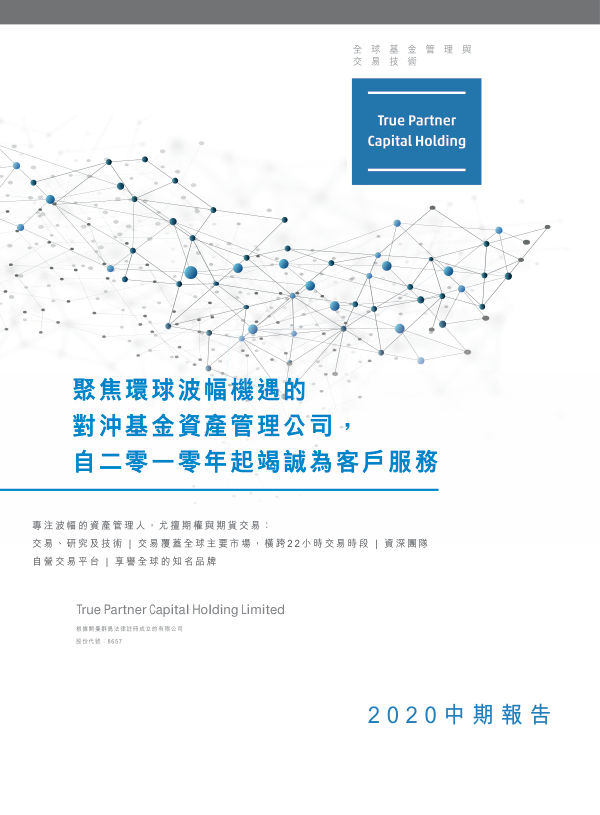 全球基金管理與
交易技術
True Partner
Capital Holding
聚焦環球波幅機遇的
對沖基金資產管理公司，
自二零一零年起竭誠為客戶服務
專注波幅的資產管理人，尤擅期權與期貨交易：
交易、研究及技術 | 交易覆蓋全球主要市場，橫跨22小時交易時段 | 資深團隊
自營交易平台 | 享譽全球的知名品牌
True Partner Capital Holding Limited
根據開曼群島法律註冊成立的有限公司
股份代號：8657
2020中期報告